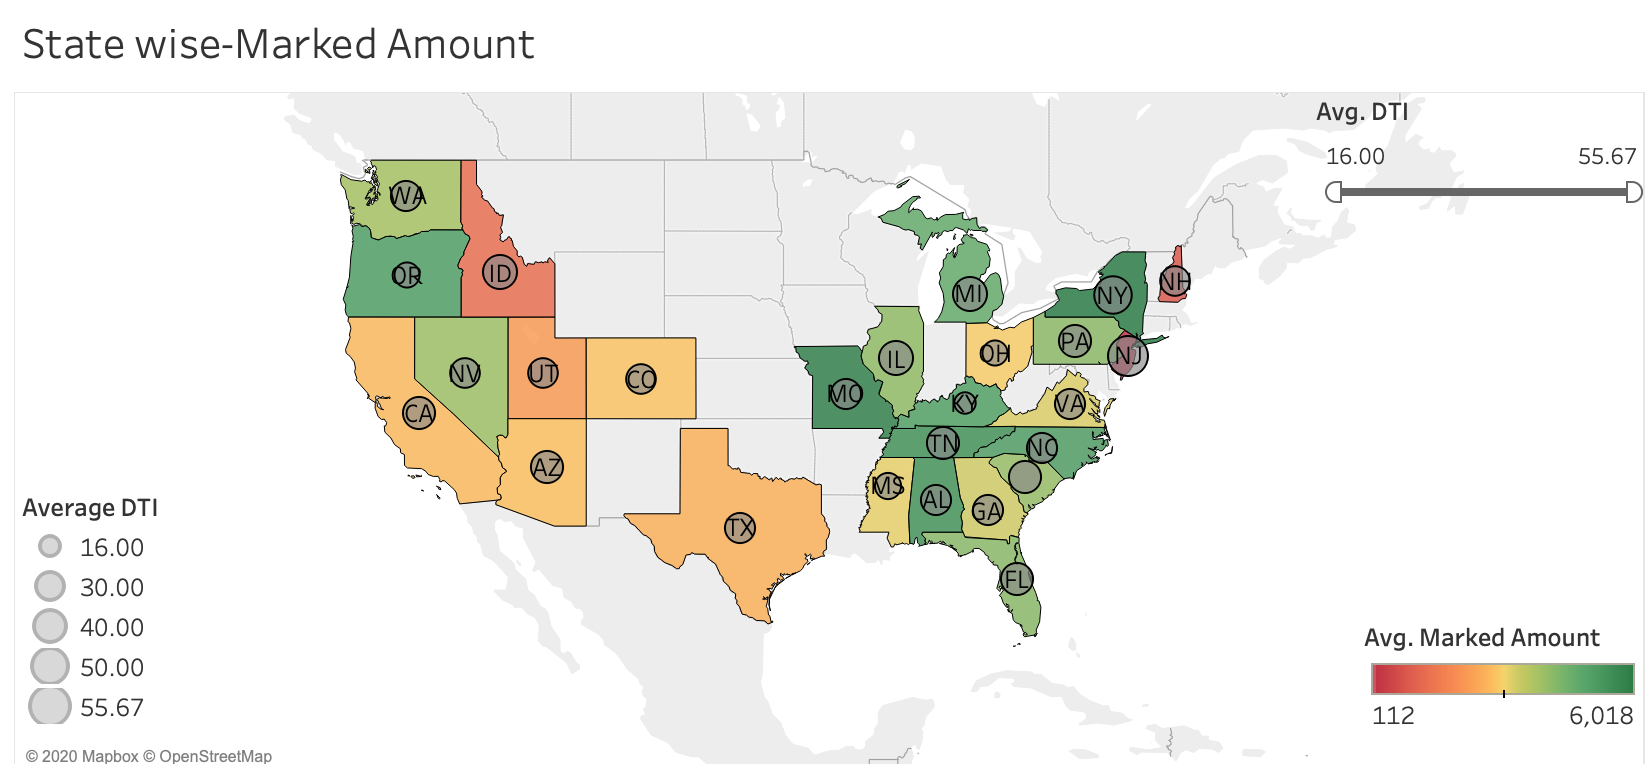 State wise-Marked Amount
Avg. DTI
16.00 55.67
WA
OR
ID
MI
NY
NH
NV
UT
CO
CA
AZ
TX
IL
MO
OH
PA
NJ
KY
VA
TN
NC
MS
AL
GA
FL
Average DTI
16.00
30.00
40.00
50.00
55.67
Avg. Marked Amount
112 6,018
© 2020 Mapbox © OpenStreetMap